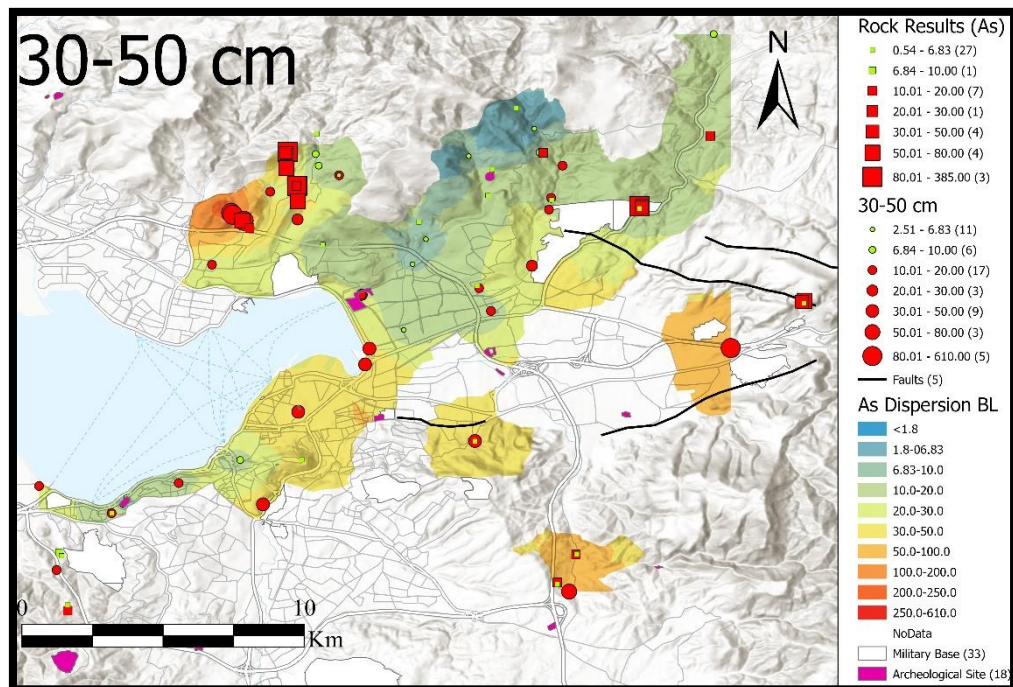 30-50 cm
N
0
10
Km
Rock Results (As)
0.54 - 6.83 (27)
6.84 - 10.00 (1)
10.01 - 20.00 (7)
20.01 - 30.00 (1)
30.01 - 50.00 (4)
50.01 - 80.00 (4)
80.01 - 385.00 (3)
30-50 cm
2.51 - 6.83 (11)
6.84 - 10.00 (6)
10.01 - 20.00 (17)
20.01 - 30.00 (3)
30.01 - 50.00 (9)
50.01 - 80.00 (3)
80.01 - 610.00 (5)
Faults (5)
As Dispersion BL
<1.8
1.8-06.83
6.83-10.0
10.0-20.0
20.0-30.0
30.0-50.0
50.0-100.0
100.0-200.0
200.0-250.0
250.0-610.0
NoData
Military Base (33)
Archeological Site (18)